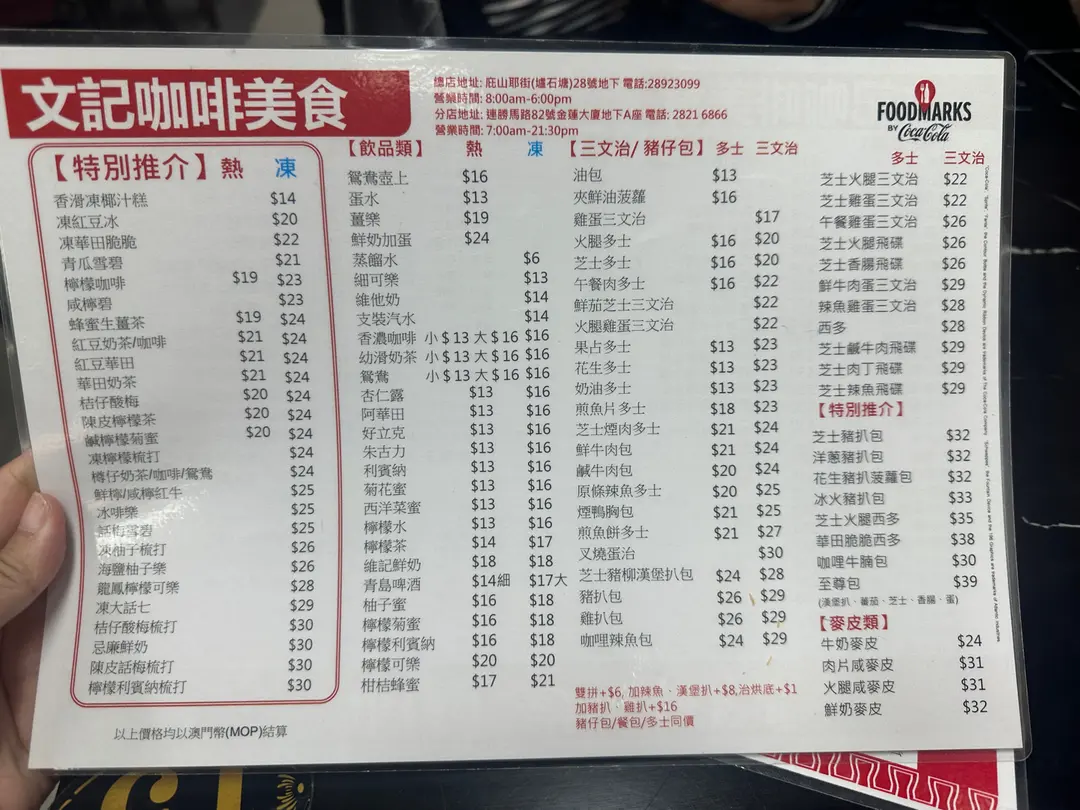 文記咖啡美食
總店地址: 庇山耶街(爐石塘)28號地下 電話:28923099
營業時間: 8:00am-6:00pm
分店地址: 連勝馬路82號金蓮大廈地下A座 電話: 2821 6866
營業時間: 7:00am-21:30pm
FOODMARKS
BY Coca-Cola
【特別推介】 熱 凍
香滑凍椰汁糕 $14
凍紅豆冰 $20
凍華田脆脆 $22
青瓜雪碧 $21
檸檬咖啡 $19 $23
咸檸碧 $23
蜂蜜生薑茶 $19 $24
紅豆奶茶/咖啡 $21 $24
紅豆華田 $21 $24
華田奶茶 $21 $24
桔仔酸梅 $20 $24
陳皮檸檬茶 $20 $24
鹹檸檬菊蜜 $20 $24
凍檸檬梳打 $24
樽仔奶茶/咖啡/鴛鴦 $24
鮮檸/咸檸紅牛 $25
冰啡樂 $25
話梅雪碧 $25
凍柚子梳打 $26
海鹽柚子樂 $26
龍鳳檸檬可樂 $28
凍大話七 $29
桔仔酸梅梳打 $30
忌廉鮮奶 $30
陳皮話梅梳打 $30
檸檬利賓納梳打 $30
以上價格均以澳門幣(MOP)結算
【飲品類】 熱 凍
鴛鴦壺上 $16
蛋水 $13
薑樂 $19
鮮奶加蛋 $24
蒸餾水 $6
細可樂 $13
維他奶 $14
支裝汽水 $14
香濃咖啡 小$13 大$16 $16
幼滑奶茶 小$13 大$16 $16
鴛鴦 小$13 大$16 $16
杏仁露 $13 $16
阿華田 $13 $16
好立克 $13 $16
朱古力 $13 $16
利賓納 $13 $16
菊花蜜 $13 $16
西洋菜蜜 $13 $16
檸檬水 $13 $16
檸檬茶 $14 $17
維記鮮奶 $18 $18
青島啤酒 $14細 $17大
柚子蜜 $16 $18
檸檬菊蜜 $16 $18
檸檬利賓納 $16 $18
檸檬可樂 $20 $20
柑桔蜂蜜 $17 $21
【三文治/ 豬仔包】 多士 三文治
油包 $13
夾鮮油菠蘿 $16
雞蛋三文治 $17
火腿多士 $16 $20
芝士多士 $16 $20
午餐肉多士 $16 $22
鮮茄芝士三文治 $22
火腿雞蛋三文治 $22
果占多士 $13 $23
花生多士 $13 $23
奶油多士 $13 $23
煎魚片多士 $18 $23
芝士煙肉多士 $21 $24
鮮牛肉包 $21 $24
鹹牛肉包 $20 $24
原條辣魚多士 $20 $25
煙鴨胸包 $21 $25
煎魚餅多士 $21 $27
叉燒蛋治 $30
芝士豬柳漢堡扒包 $24 $28
豬扒包 $26 $29
雞扒包 $26 $29
咖哩辣魚包 $24 $29
雙拼+$6, 加辣魚、漢堡扒+$8,治烘底+$1
加豬扒、雞扒+$16
豬仔包/餐包/多士同價
多士 三文治
芝士火腿三文治 $22
芝士雞蛋三文治 $22
午餐雞蛋三文治 $26
芝士火腿飛碟 $26
芝士香腸飛碟 $26
鮮牛肉蛋三文治 $29
辣魚雞蛋三文治 $28
西多 $28
芝士鹹牛肉飛碟 $29
芝士肉丁飛碟 $29
芝士辣魚飛碟 $29
【特別推介】
芝士豬扒包 $32
洋蔥豬扒包 $32
花生豬扒菠蘿包 $32
冰火豬扒包 $33
芝士火腿西多 $35
華田脆脆西多 $38
咖哩牛腩包 $30
至尊包 $39
(漢堡扒、蕃茄、芝士、香腸、蛋)
【麥皮類】
牛奶麥皮 $24
肉片咸麥皮 $31
火腿咸麥皮 $31
鮮奶麥皮 $32